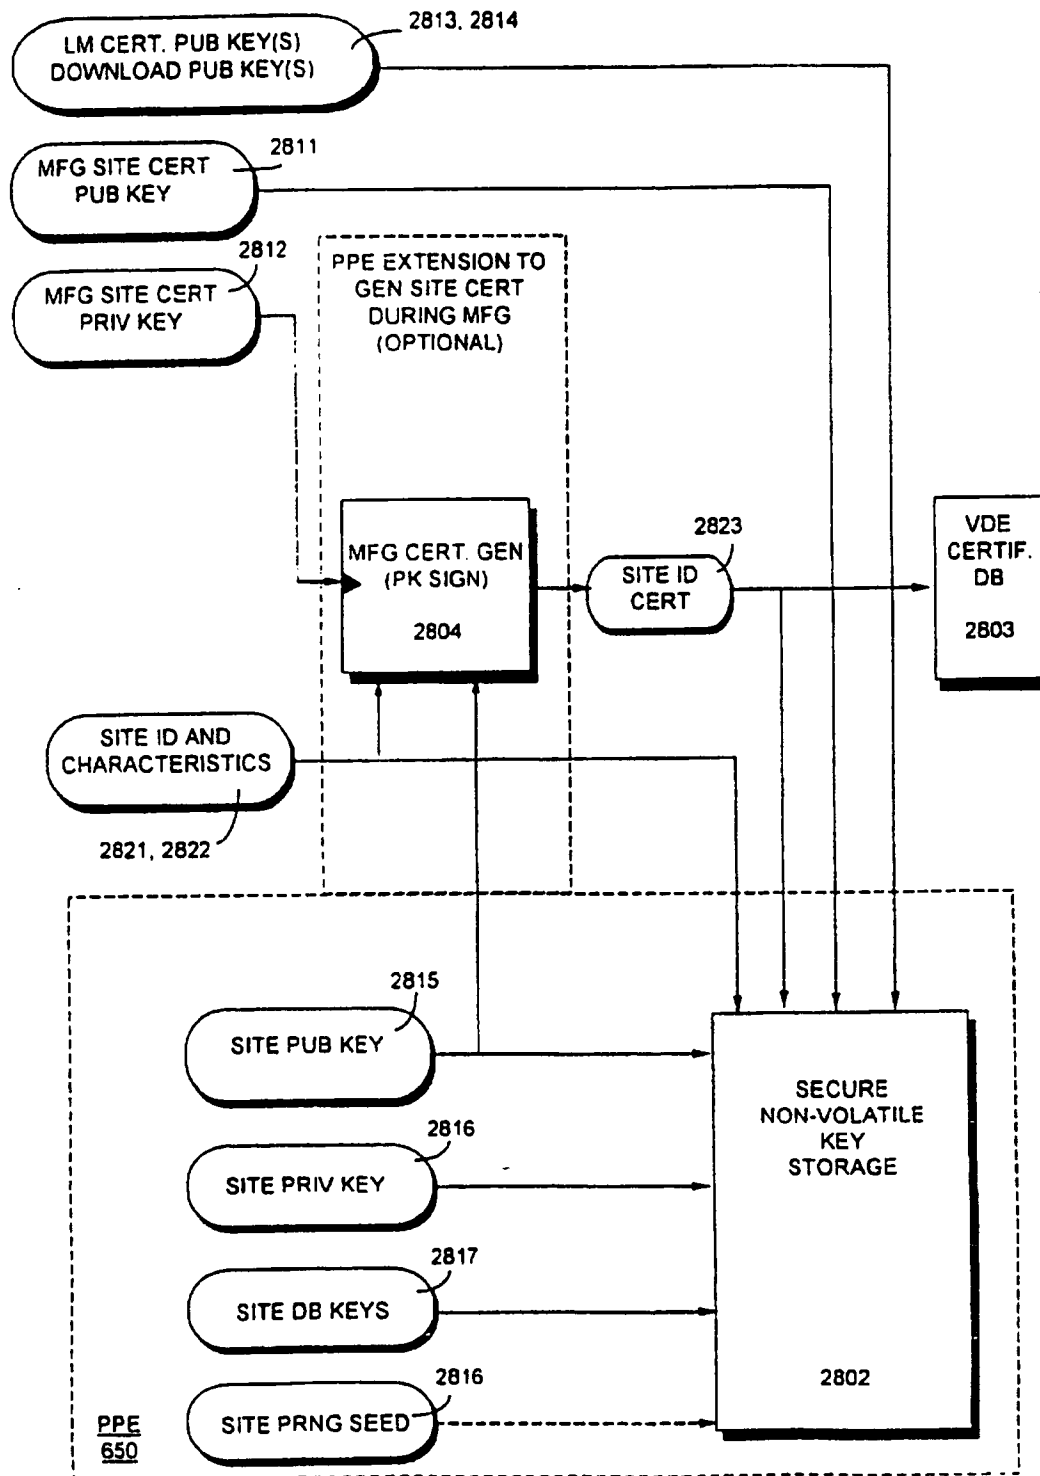 2813, 2814
LM CERT. PUB KEY(S)
DOWNLOAD PUB KEY(S)
2811
MFG SITE CERT
PUB KEY
2812
MFG SITE CERT
PRIV KEY
PPE EXTENSION TO
GEN SITE CERT
DURING MFG
(OPTIONAL)
MFG CERT. GEN
(PK SIGN)
2804
2823
SITE ID
CERT
VDE
CERTIF.
DB
2803
SITE ID AND
CHARACTERISTICS
2821, 2822
2815
SITE PUB KEY
2816
SITE PRIV KEY
2817
SITE DB KEYS
2816
SITE PRNG SEED
SECURE
NON-VOLATILE
KEY
STORAGE
2802
PPE
650